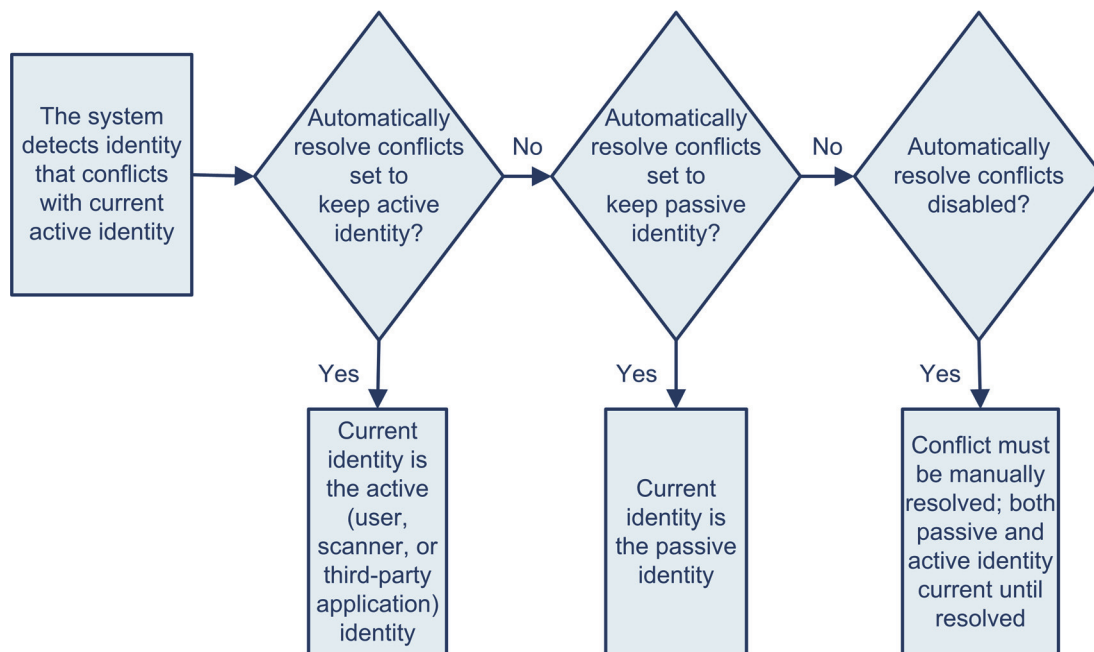 The system
detects identity
that conflicts
with current
active identity
Automatically
resolve conflicts
set to
keep active
identity?
No
Automatically
resolve conflicts
set to
keep passive
identity?
No
Automatically
resolve conflicts
disabled?
Yes
Yes
Yes
Current
identity is
the active
(user,
scanner, or
third-party
application)
identity
Current
identity is
the passive
identity
Conflict must
be manually
resolved; both
passive and
active identity
current until
resolved